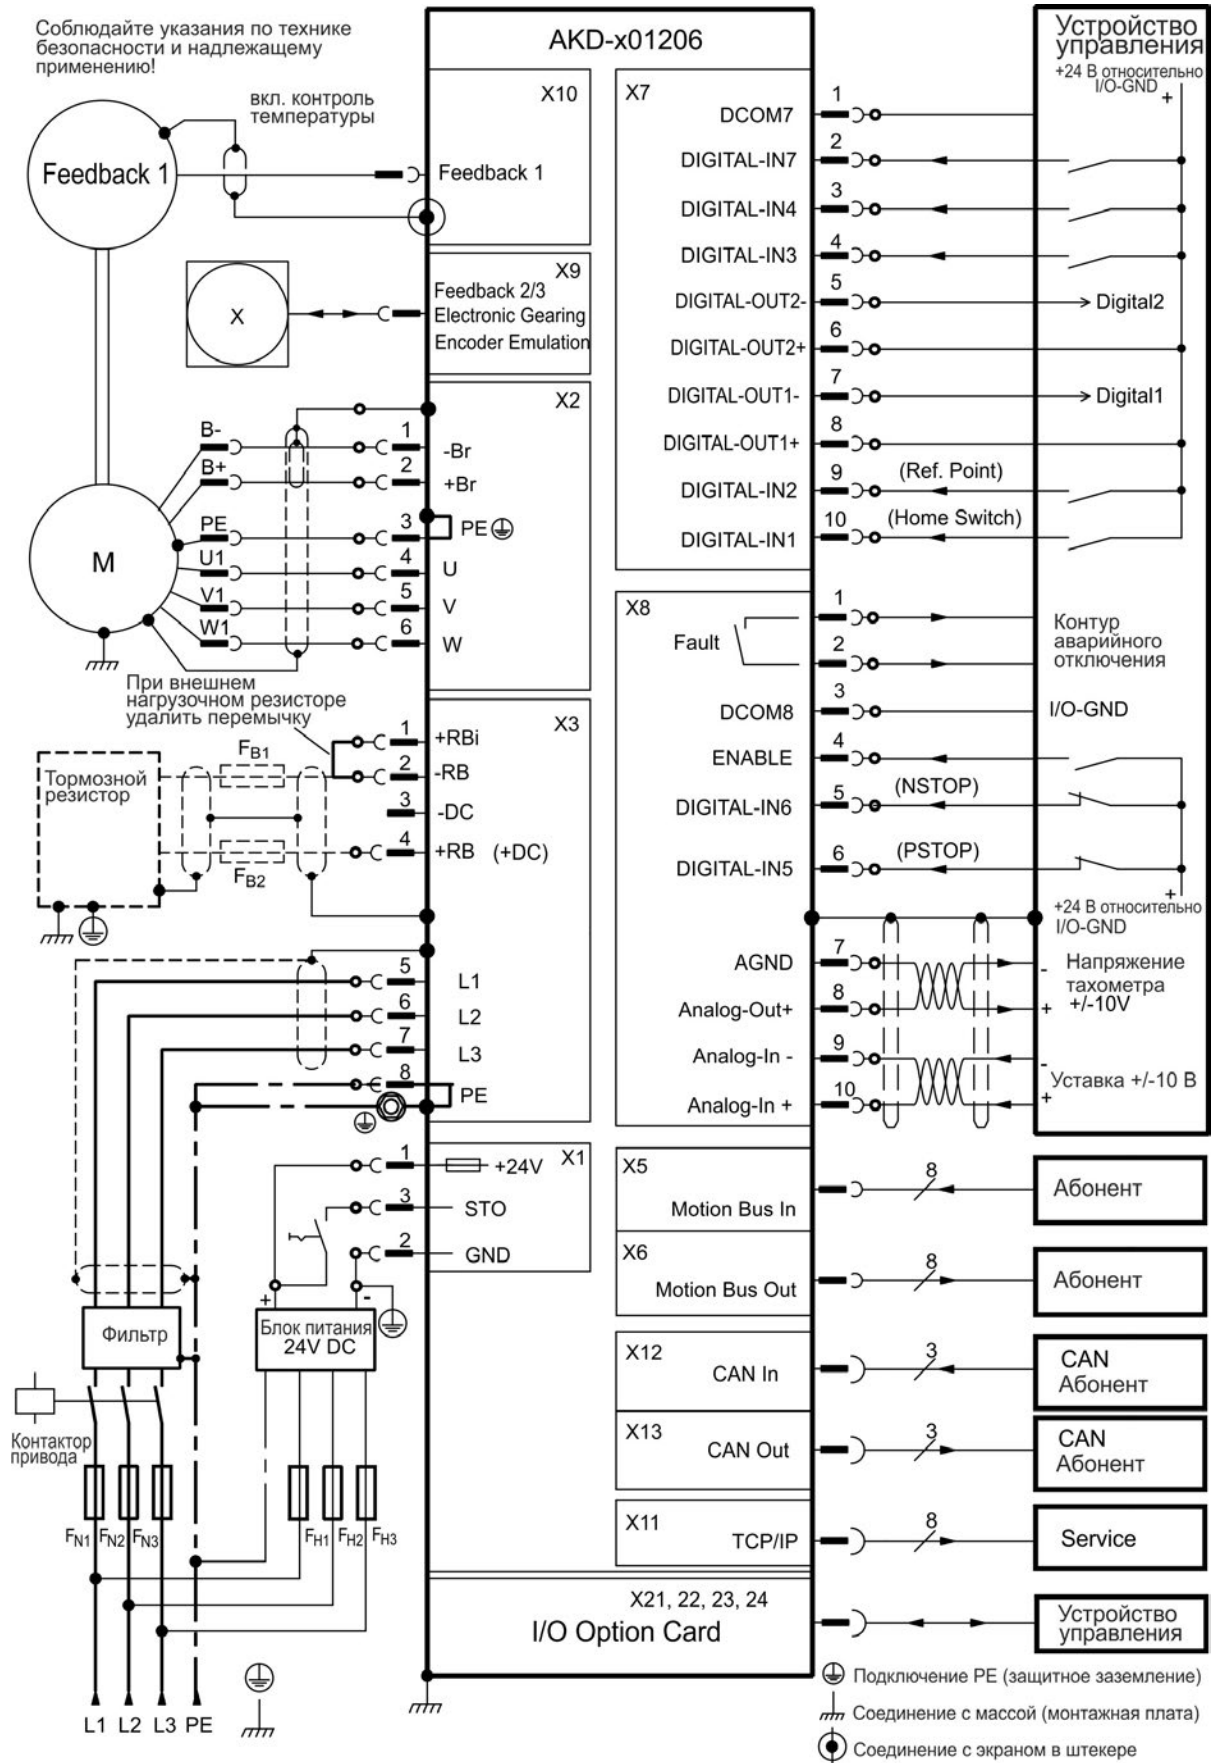 Соблюдайте указания по технике
безопасности и надлежащему
применению!
AKD-x01206
Устройство
управления
+24 В относительно
I/O-GND
+
вкл. контроль
температуры
Feedback 1
X10
Feedback 1
X9
X
Feedback 2/3
Electronic Gearing
Encoder Emulation
X2
B-
1
-Br
B+
2
+Br
PE
3
PE
U1
4
U
V1
5
V
W1
6
W
M
При внешнем
нагрузочном резисторе
удалить перемычку
X3
1
+RBi
2
-RB
3
-DC
4
+RB (+DC)
FB1
FB2
Тормозной
резистор
5
L1
6
L2
7
L3
8
PE
X1
1
+24V
3
STO
2
GND
+
-
Блок питания
24V DC
Фильтр
Контактор
привода
FN1
FN2
FN3
FH1
FH2
FH3
L1 L2 L3 PE
X7
DCOM7
1
DIGITAL-IN7
2
DIGITAL-IN4
3
DIGITAL-IN3
4
DIGITAL-OUT2-
5
Digital2
DIGITAL-OUT2+
6
DIGITAL-OUT1-
7
Digital1
DIGITAL-OUT1+
8
DIGITAL-IN2
9
(Ref. Point)
DIGITAL-IN1
10
(Home Switch)
X8
Fault
1
2
Контур
аварийного
отключения
DCOM8
3
I/O-GND
ENABLE
4
DIGITAL-IN6
5
(NSTOP)
DIGITAL-IN5
6
(PSTOP)
+
+24 В относительно
I/O-GND
AGND
7
-
Напряжение
тахометра
+/-10V
Analog-Out+
8
+
Analog-In -
9
-
Уставка +/-10 В
Analog-In +
10
+
X5
Motion Bus In
8
Абонент
X6
Motion Bus Out
8
Абонент
X12
CAN In
3
CAN
Абонент
X13
CAN Out
3
CAN
Абонент
X11
TCP/IP
8
Service
X21, 22, 23, 24
I/O Option Card
Устройство
управления
Подключение PE (защитное заземление)
Соединение с массой (монтажная плата)
Соединение с экраном в штекере